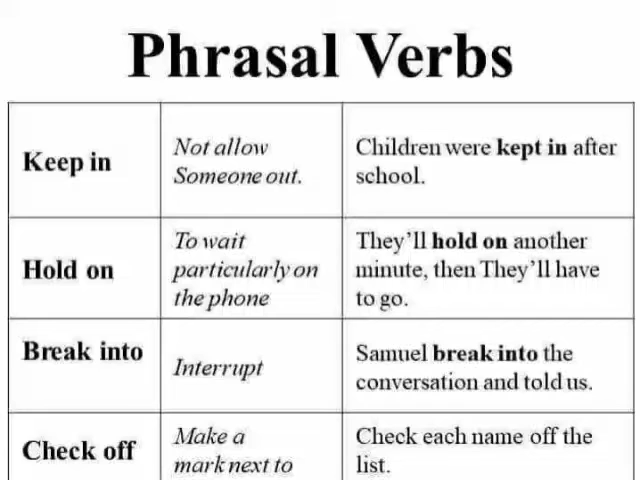 Phrasal Verbs
Keep in
Not allow
Someone out.
Children were kept in after
school.
Hold on
To wait
particularly on
the phone
They'll hold on another
minute, then They'll have
to go.
Break into
Interrupt
Samuel break into the
conversation and told us.
Check off
Make a
mark next to
Check each name off the
list.